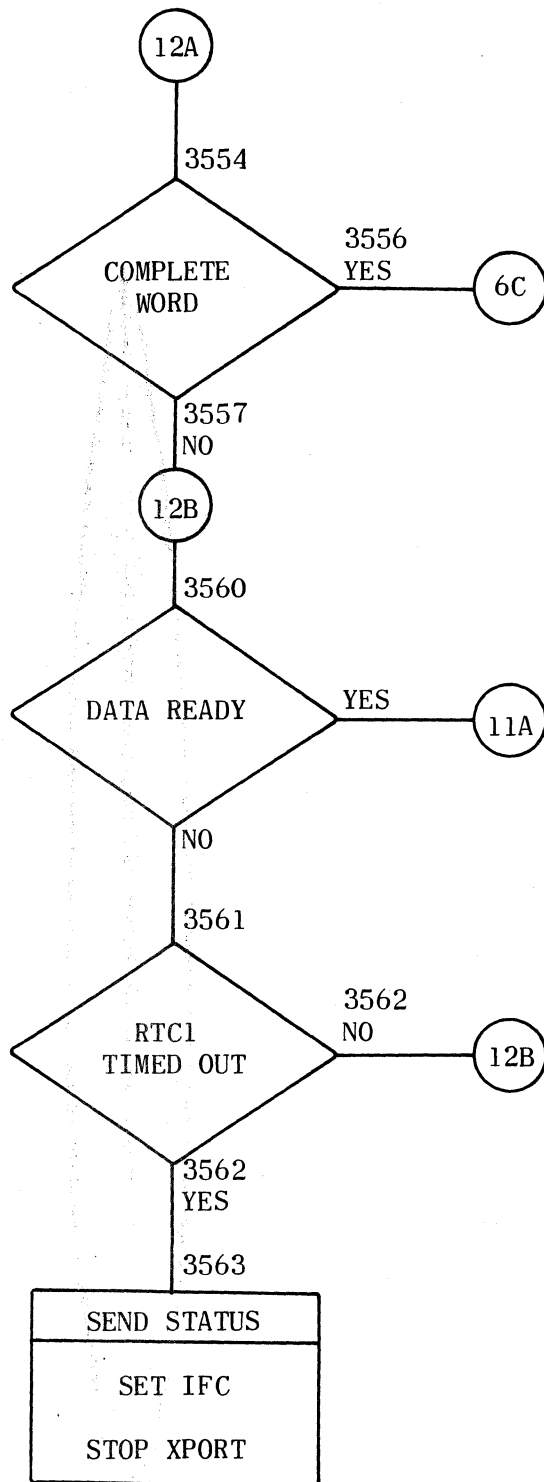 12A
3554
COMPLETE
WORD
3556
YES
6C
3557
NO
12B
3560
DATA READY
YES
11A
NO
3561
RTC1
TIMED OUT
3562
NO
12B
3562
YES
3563
SEND STATUS
SET IFC
STOP XPORT